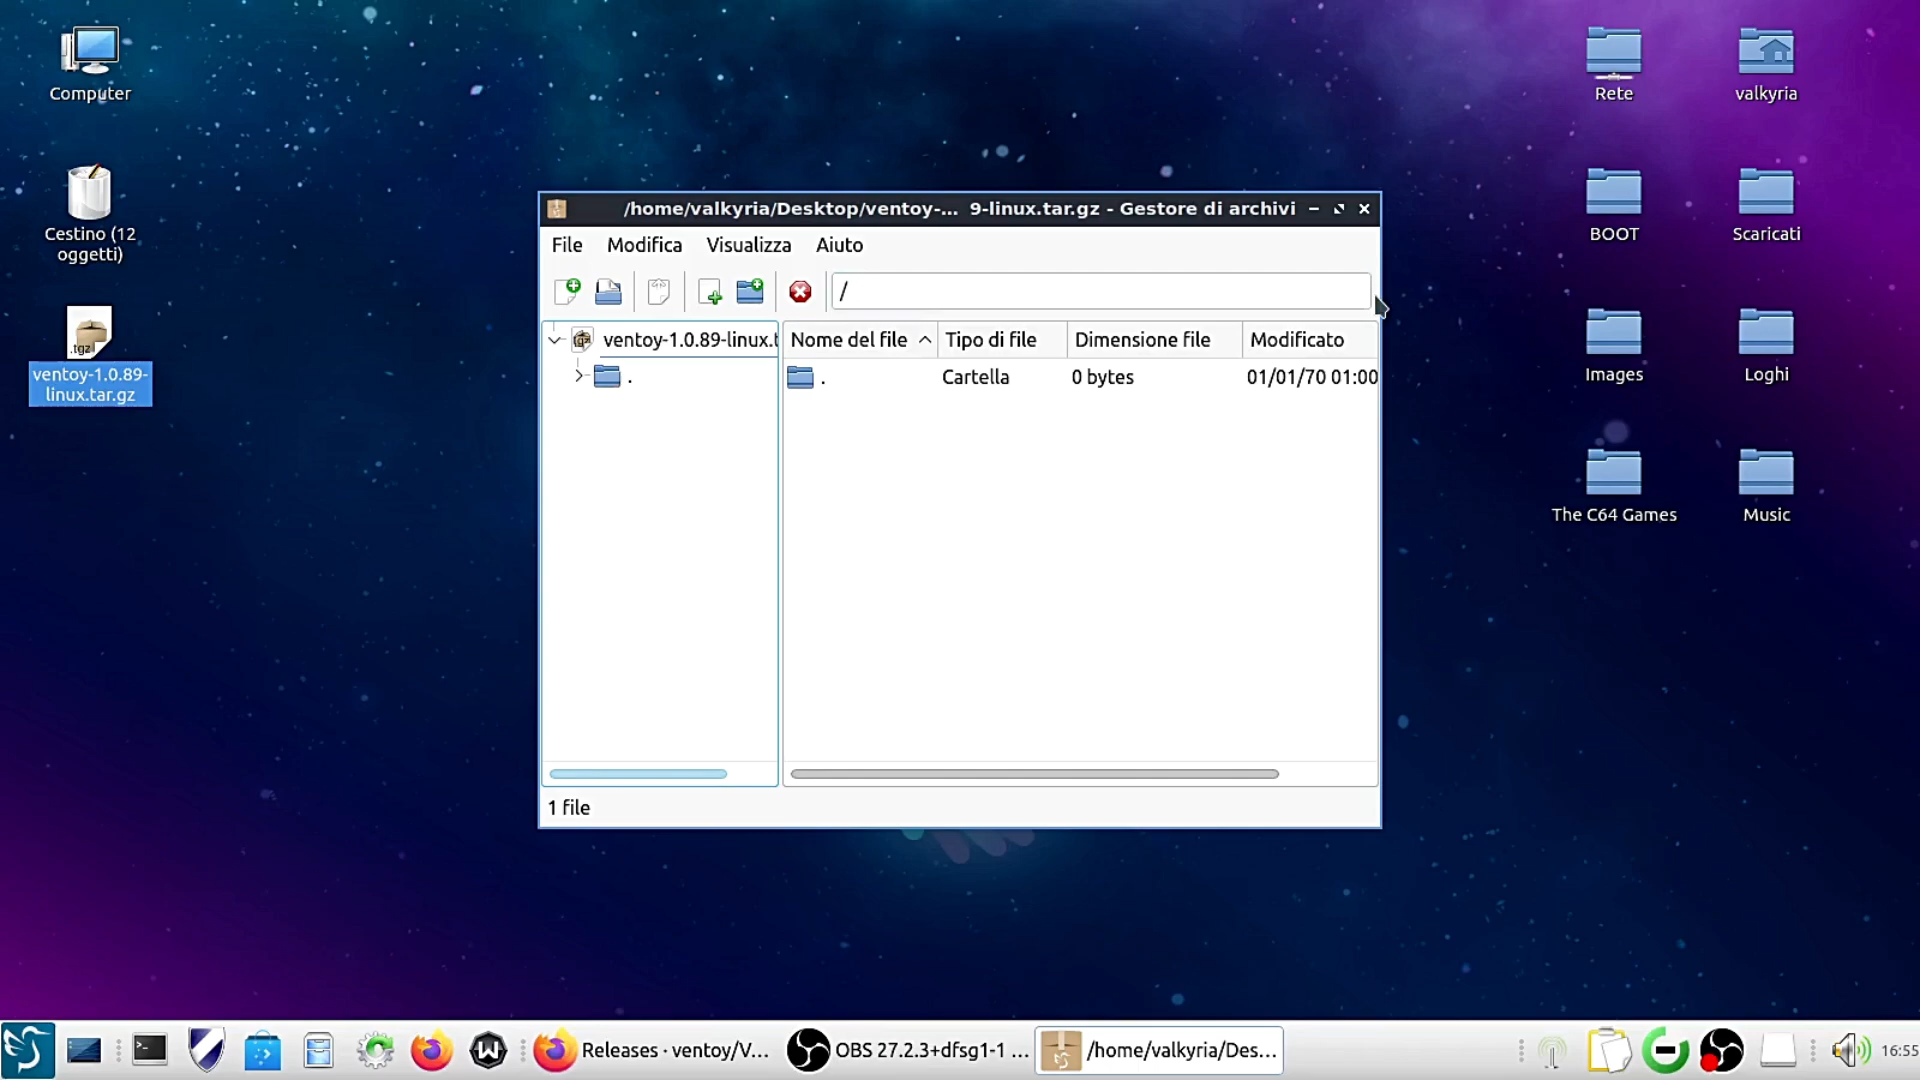 Computer
Cestino (12
oggetti)
.tgz
ventoy-1.0.89-
linux.tar.gz
/home/valkyria/Desktop/ventoy-... 9-linux.tar.gz - Gestore di archivi
File Modifica Visualizza Aiuto
/
ventoy-1.0.89-linux.t
.
Nome del file Tipo di file Dimensione file Modificato
. Cartella 0 bytes 01/01/70 01:00
1 file
Rete
valkyria
BOOT
Scaricati
Images
Loghi
The C64 Games
Music
Releases · ventoy/V...
OBS 27.2.3+dfsg1-1 ...
/home/valkyria/Des...
16:55